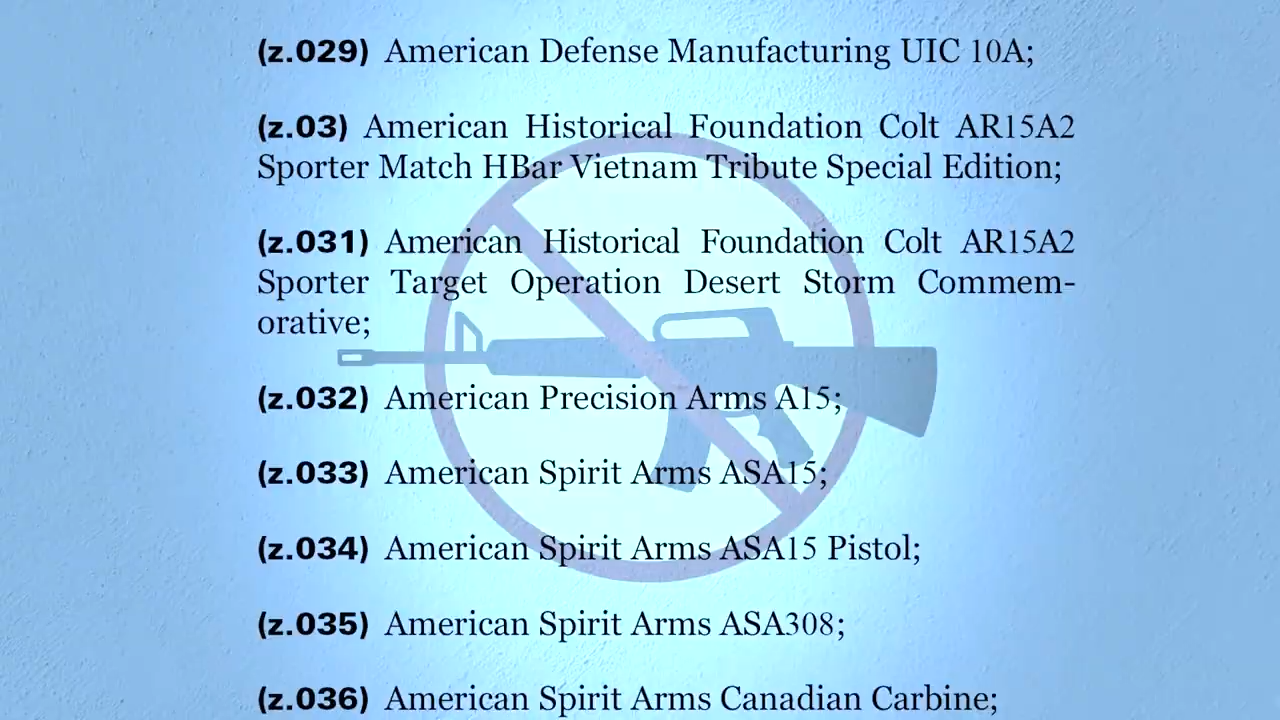 (z.029) American Defense Manufacturing UIC 10A;
(z.03) American Historical Foundation Colt AR15A2
Sporter Match HBar Vietnam Tribute Special Edition;
(z.031) American Historical Foundation Colt AR15A2
Sporter Target Operation Desert Storm Commem-
orative;
(z.032) American Precision Arms A15;
(z.033) American Spirit Arms ASA15;
(z.034) American Spirit Arms ASA15 Pistol;
(z.035) American Spirit Arms ASA308;
(z.036) American Spirit Arms Canadian Carbine;